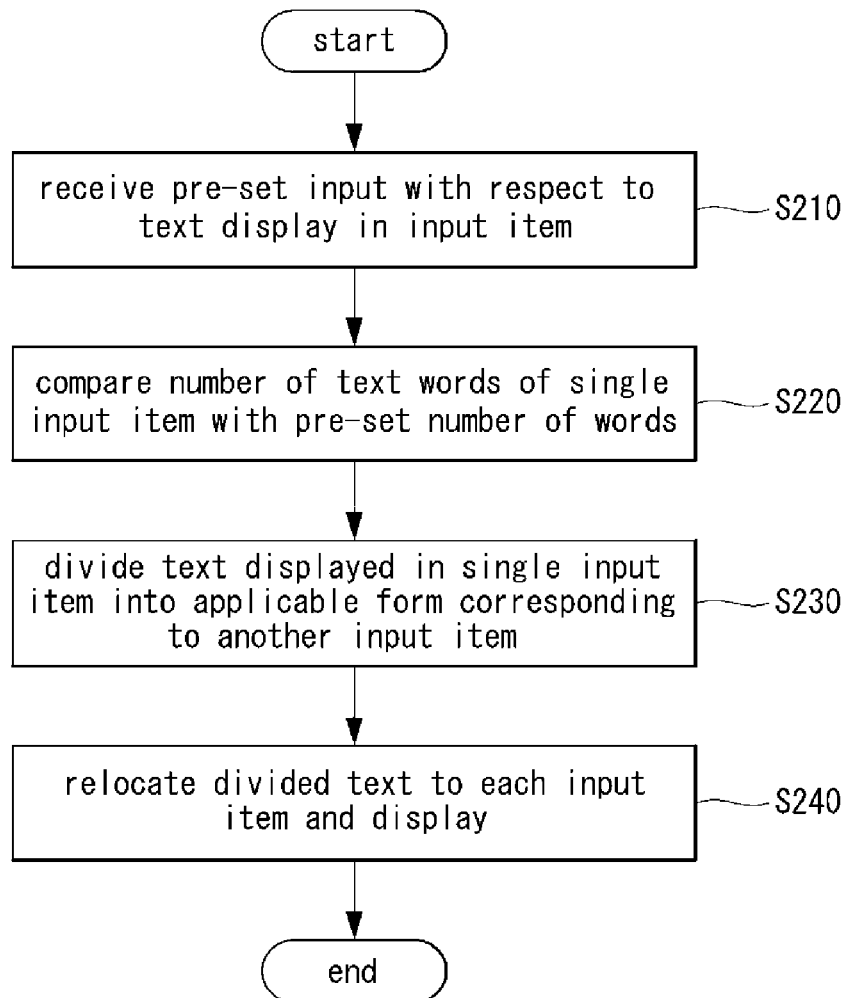 start
receive pre-set input with respect to
text display in input item
S210
compare number of text words of single
input item with pre-set number of words
S220
divide text displayed in single input
item into applicable form corresponding
to another input item
S230
relocate divided text to each input
item and display
S240
end